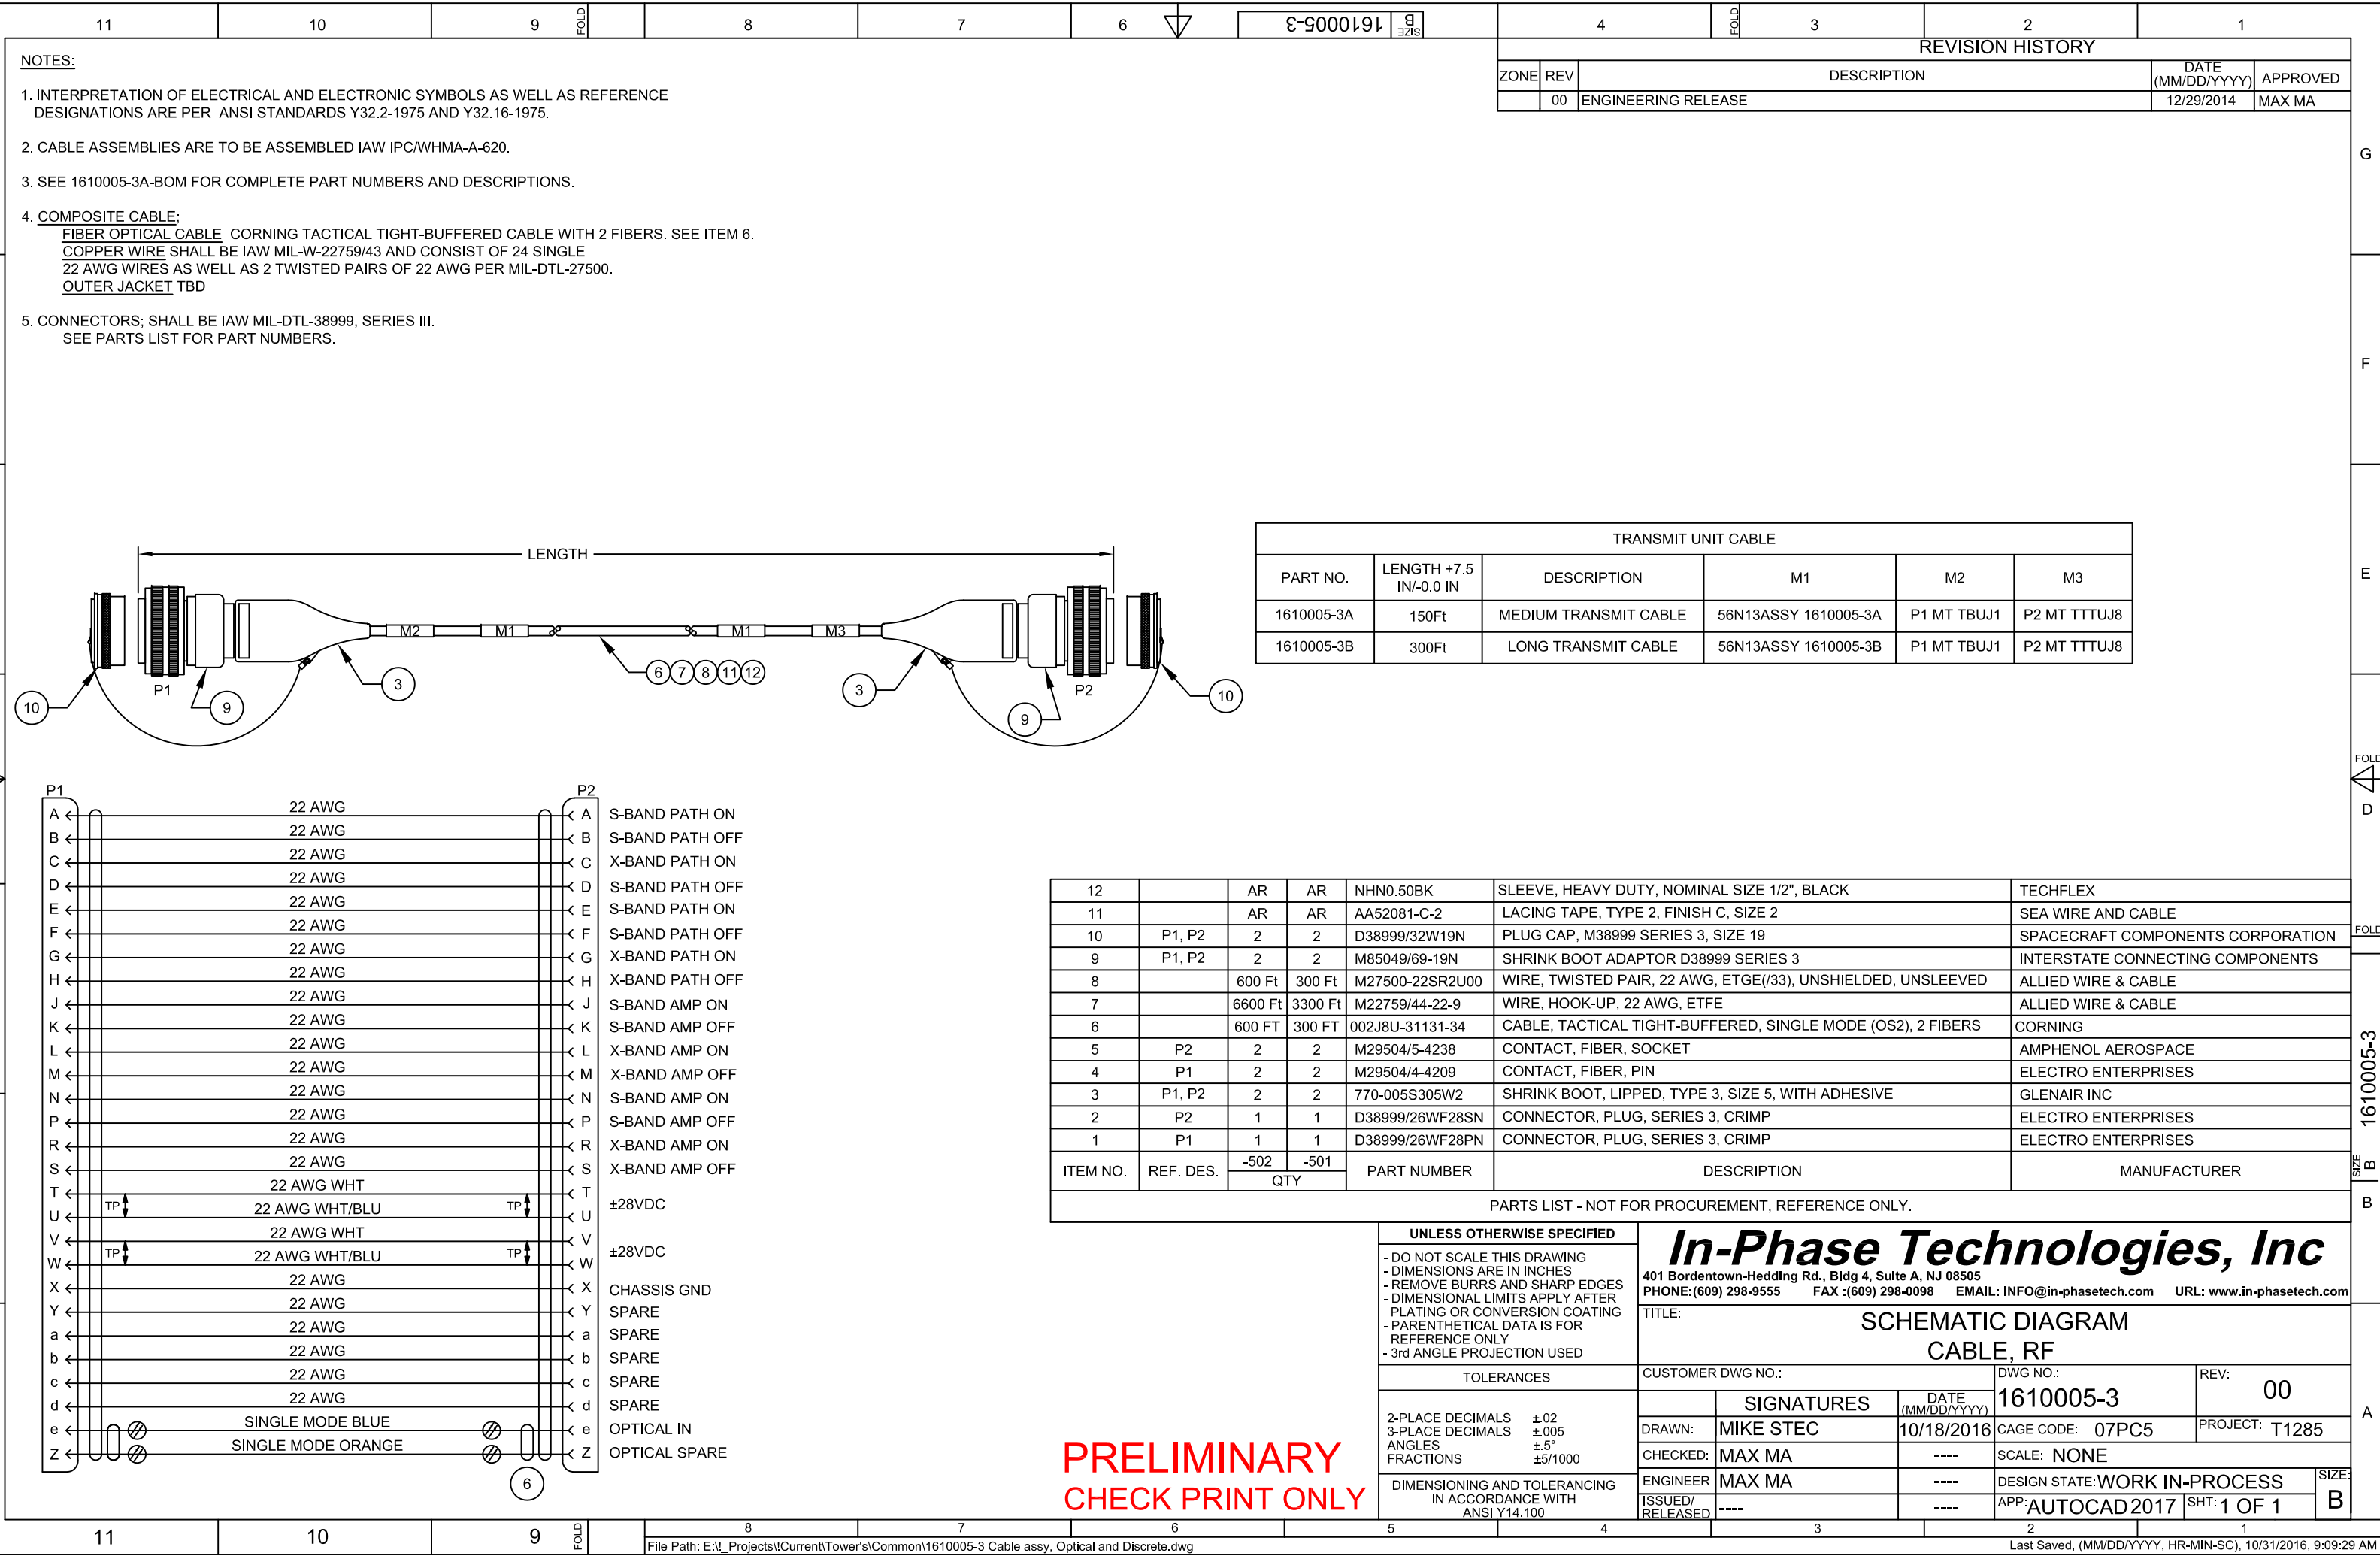 11 10 9 FOLD 8 7 6 1610005-3 SIZE B 4 FOLD 3 2 1
NOTES:
1. INTERPRETATION OF ELECTRICAL AND ELECTRONIC SYMBOLS AS WELL AS REFERENCE
DESIGNATIONS ARE PER ANSI STANDARDS Y32.2-1975 AND Y32.16-1975.
2. CABLE ASSEMBLIES ARE TO BE ASSEMBLED IAW IPC/WHMA-A-620.
3. SEE 1610005-3A-BOM FOR COMPLETE PART NUMBERS AND DESCRIPTIONS.
4. COMPOSITE CABLE;
FIBER OPTICAL CABLE CORNING TACTICAL TIGHT-BUFFERED CABLE WITH 2 FIBERS. SEE ITEM 6.
COPPER WIRE SHALL BE IAW MIL-W-22759/43 AND CONSIST OF 24 SINGLE
22 AWG WIRES AS WELL AS 2 TWISTED PAIRS OF 22 AWG PER MIL-DTL-27500.
OUTER JACKET TBD
5. CONNECTORS; SHALL BE IAW MIL-DTL-38999, SERIES III.
SEE PARTS LIST FOR PART NUMBERS.
REVISION HISTORY
ZONE REV DESCRIPTION DATE (MM/DD/YYYY) APPROVED
00 ENGINEERING RELEASE 12/29/2014 MAX MA
G
F
E
FOLD
D
FOLD
1610005-3
SIZE B
B
A
LENGTH
M2 M1 M1 M3
P1 P2
10 9 3 6 7 8 11 12 3 9 10
TRANSMIT UNIT CABLE
PART NO. LENGTH +7.5 IN/-0.0 IN DESCRIPTION M1 M2 M3
1610005-3A 150Ft MEDIUM TRANSMIT CABLE 56N13ASSY 1610005-3A P1 MT TBUJ1 P2 MT TTTUJ8
1610005-3B 300Ft LONG TRANSMIT CABLE 56N13ASSY 1610005-3B P1 MT TBUJ1 P2 MT TTTUJ8
P1 P2
A 22 AWG A S-BAND PATH ON
B 22 AWG B S-BAND PATH OFF
C 22 AWG C X-BAND PATH ON
D 22 AWG D S-BAND PATH OFF
E 22 AWG E S-BAND PATH ON
F 22 AWG F S-BAND PATH OFF
G 22 AWG G X-BAND PATH ON
H 22 AWG H X-BAND PATH OFF
J 22 AWG J S-BAND AMP ON
K 22 AWG K S-BAND AMP OFF
L 22 AWG L X-BAND AMP ON
M 22 AWG M X-BAND AMP OFF
N 22 AWG N S-BAND AMP ON
P 22 AWG P S-BAND AMP OFF
R 22 AWG R X-BAND AMP ON
S 22 AWG S X-BAND AMP OFF
T 22 AWG WHT T
TP TP ±28VDC
U 22 AWG WHT/BLU U
V 22 AWG WHT V
TP TP ±28VDC
W 22 AWG WHT/BLU W
X 22 AWG X CHASSIS GND
Y 22 AWG Y SPARE
a 22 AWG a SPARE
b 22 AWG b SPARE
c 22 AWG c SPARE
d 22 AWG d SPARE
e SINGLE MODE BLUE e OPTICAL IN
Z SINGLE MODE ORANGE Z OPTICAL SPARE
6
12 AR AR NHN0.50BK SLEEVE, HEAVY DUTY, NOMINAL SIZE 1/2", BLACK TECHFLEX
11 AR AR AA52081-C-2 LACING TAPE, TYPE 2, FINISH C, SIZE 2 SEA WIRE AND CABLE
10 P1, P2 2 2 D38999/32W19N PLUG CAP, M38999 SERIES 3, SIZE 19 SPACECRAFT COMPONENTS CORPORATION
9 P1, P2 2 2 M85049/69-19N SHRINK BOOT ADAPTOR D38999 SERIES 3 INTERSTATE CONNECTING COMPONENTS
8 600 Ft 300 Ft M27500-22SR2U00 WIRE, TWISTED PAIR, 22 AWG, ETGE(/33), UNSHIELDED, UNSLEEVED ALLIED WIRE & CABLE
7 6600 Ft 3300 Ft M22759/44-22-9 WIRE, HOOK-UP, 22 AWG, ETFE ALLIED WIRE & CABLE
6 600 FT 300 FT 002J8U-31131-34 CABLE, TACTICAL TIGHT-BUFFERED, SINGLE MODE (OS2), 2 FIBERS CORNING
5 P2 2 2 M29504/5-4238 CONTACT, FIBER, SOCKET AMPHENOL AEROSPACE
4 P1 2 2 M29504/4-4209 CONTACT, FIBER, PIN ELECTRO ENTERPRISES
3 P1, P2 2 2 770-005S305W2 SHRINK BOOT, LIPPED, TYPE 3, SIZE 5, WITH ADHESIVE GLENAIR INC
2 P2 1 1 D38999/26WF28SN CONNECTOR, PLUG, SERIES 3, CRIMP ELECTRO ENTERPRISES
1 P1 1 1 D38999/26WF28PN CONNECTOR, PLUG, SERIES 3, CRIMP ELECTRO ENTERPRISES
ITEM NO. REF. DES. -502 -501 QTY PART NUMBER DESCRIPTION MANUFACTURER
PARTS LIST - NOT FOR PROCUREMENT, REFERENCE ONLY.
UNLESS OTHERWISE SPECIFIED
- DO NOT SCALE THIS DRAWING
- DIMENSIONS ARE IN INCHES
- REMOVE BURRS AND SHARP EDGES
- DIMENSIONAL LIMITS APPLY AFTER
PLATING OR CONVERSION COATING
- PARENTHETICAL DATA IS FOR
REFERENCE ONLY
- 3rd ANGLE PROJECTION USED
TOLERANCES
2-PLACE DECIMALS ±.02
3-PLACE DECIMALS ±.005
ANGLES ±.5°
FRACTIONS ±5/1000
DIMENSIONING AND TOLERANCING
IN ACCORDANCE WITH
ANSI Y14.100
In-Phase Technologies, Inc
401 Bordentown-Hedding Rd., Bldg 4, Suite A, NJ 08505
PHONE:(609) 298-9555 FAX :(609) 298-0098 EMAIL: INFO@in-phasetech.com URL: www.in-phasetech.com
TITLE:
SCHEMATIC DIAGRAM
CABLE, RF
CUSTOMER DWG NO.: DWG NO.: 1610005-3 REV: 00
SIGNATURES DATE (MM/DD/YYYY)
DRAWN: MIKE STEC 10/18/2016 CAGE CODE: 07PC5 PROJECT: T1285
CHECKED: MAX MA ---- SCALE: NONE
ENGINEER MAX MA ---- DESIGN STATE: WORK IN-PROCESS SIZE: B
ISSUED/ RELEASED ---- ---- APP: AUTOCAD 2017 SHT: 1 OF 1
PRELIMINARY
CHECK PRINT ONLY
11 10 9 FOLD 8 7 6 5 4 3 2 1
File Path: E:\!_Projects\!Current\Tower's\Common\1610005-3 Cable assy, Optical and Discrete.dwg
Last Saved, (MM/DD/YYYY, HR-MIN-SC), 10/31/2016, 9:09:29 AM